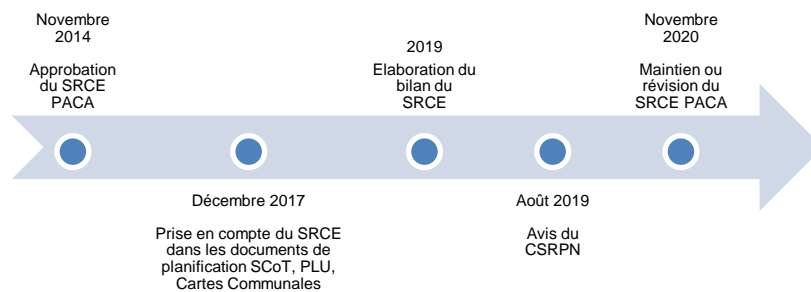 Novembre
2014
Approbation
du SRCE
PACA
Décembre 2017
Prise en compte du SRCE
dans les documents de
planification SCoT, PLU,
Cartes Communales
2019
Elaboration du
bilan du
SRCE
Août 2019
Avis du
CSRPN
Novembre
2020
Maintien ou
révision du
SRCE PACA